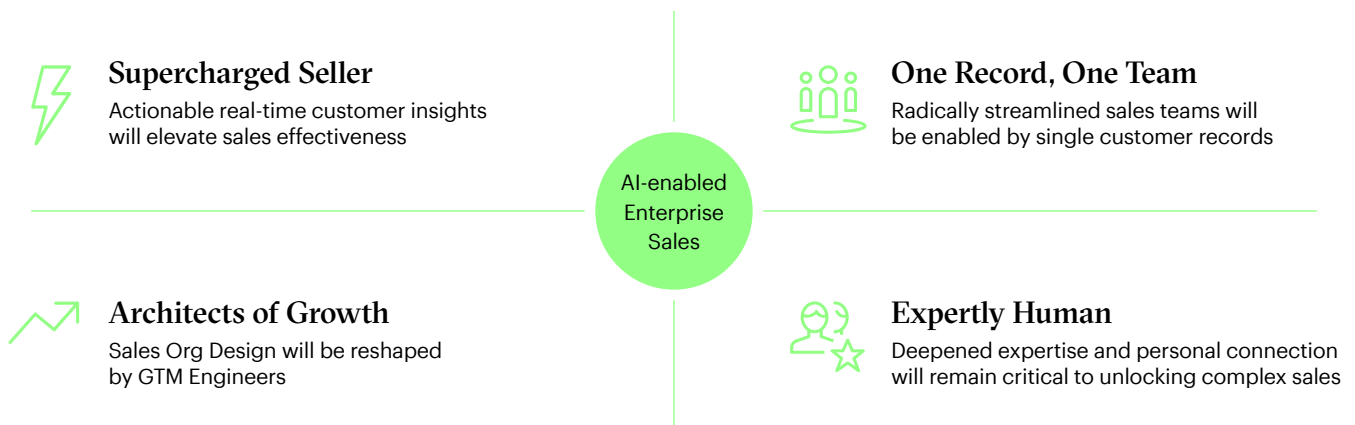 Supercharged Seller
Actionable real-time customer insights
will elevate sales effectiveness
One Record, One Team
Radically streamlined sales teams will
be enabled by single customer records
AI-enabled
Enterprise
Sales
Architects of Growth
Sales Org Design will be reshaped
by GTM Engineers
Expertly Human
Deepened expertise and personal connection
will remain critical to unlocking complex sales